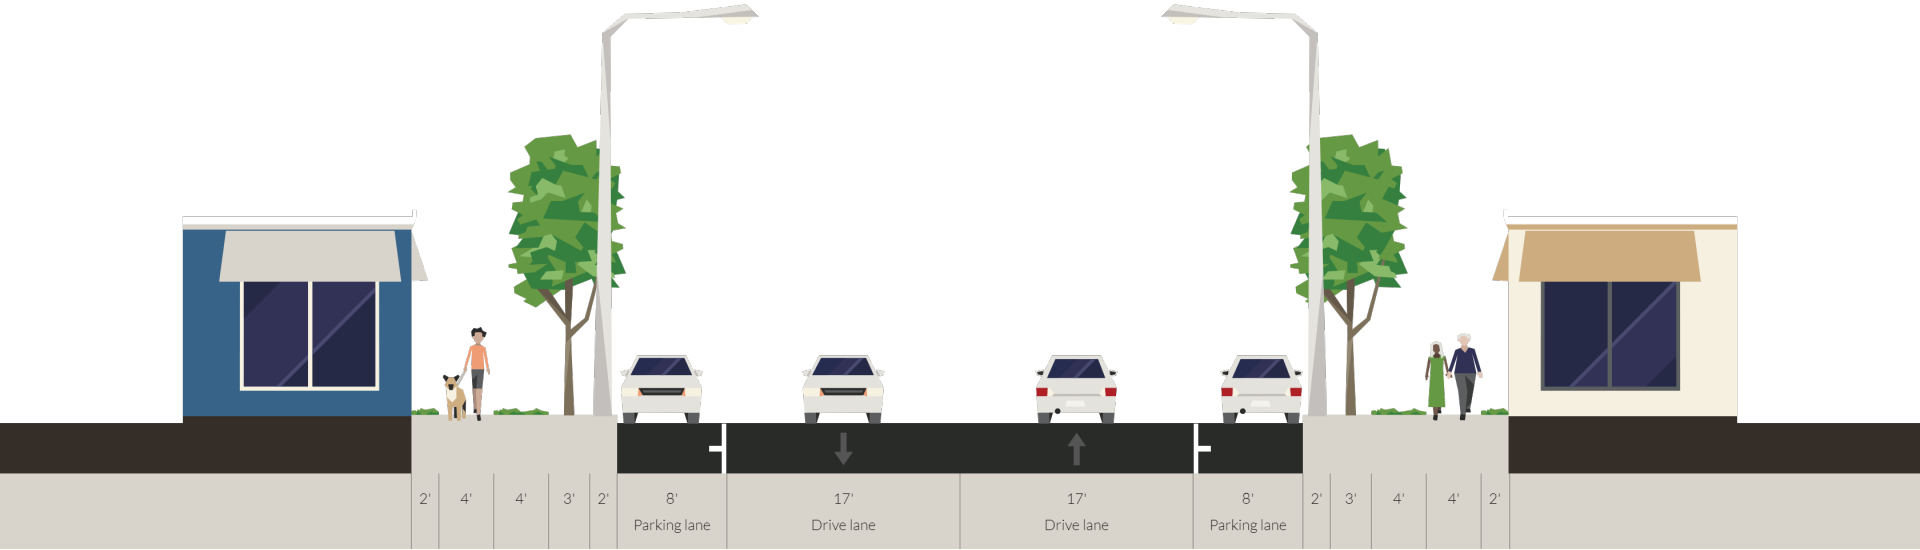 2' 4' 4' 3' 2' 8' 17' 17' 8' 2' 3' 4' 4' 2'
Parking lane Drive lane Drive lane Parking lane